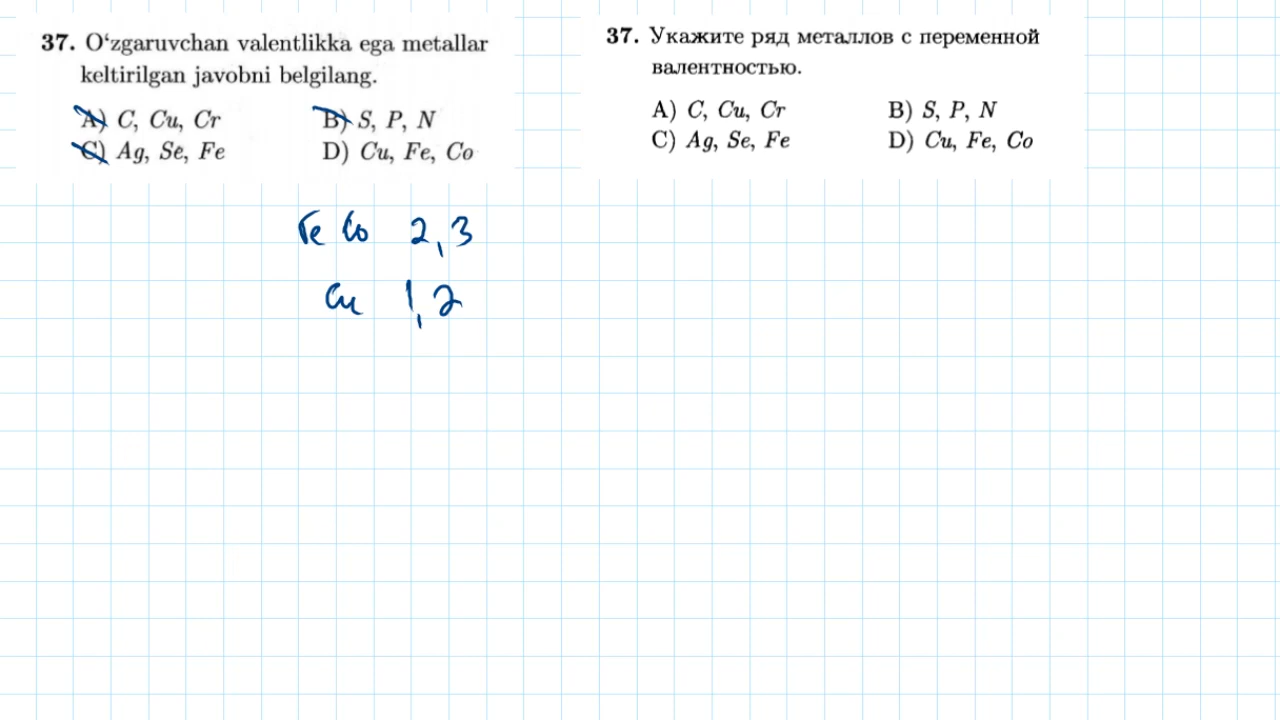 37. O‘zgaruvchan valentlikka ega metallar
keltirilgan javobni belgilang.
A) C, Cu, Cr B) S, P, N
C) Ag, Se, Fe D) Cu, Fe, Co
Fe Co 2,3
Cu 1,2
37. Укажите ряд металлов с переменной
валентностью.
A) C, Cu, Cr B) S, P, N
C) Ag, Se, Fe D) Cu, Fe, Co